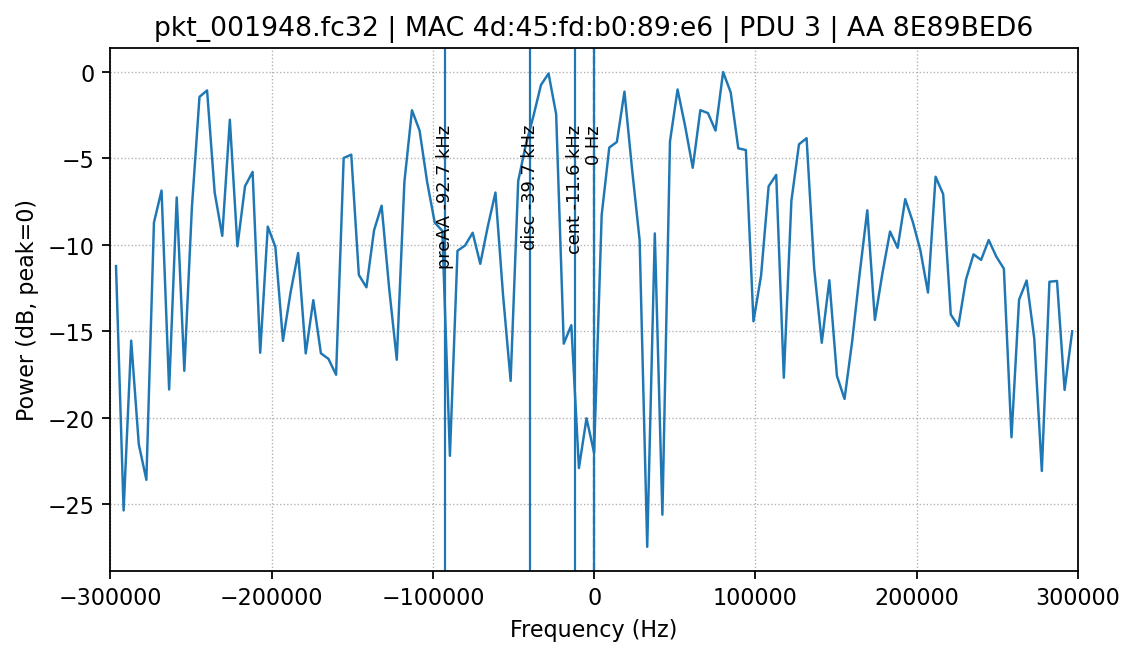 pkt_001948.fc32 | MAC 4d:45:fd:b0:89:e6 | PDU 3 | AA 8E89BED6
Power (dB, peak=0)
0
−5
−10
−15
−20
−25
preAA -92.7 kHz
disc -39.7 kHz
cent -11.6 kHz
0 Hz
−300000
−200000
−100000
0
100000
200000
300000
Frequency (Hz)